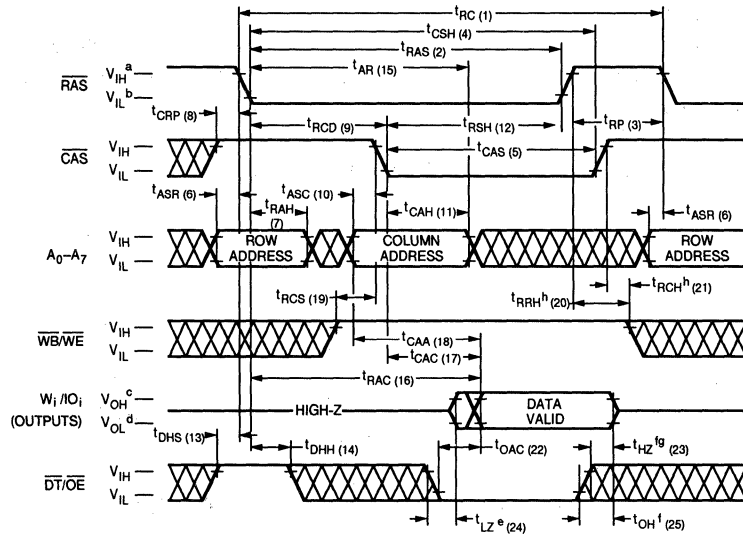 tRC (1)
tCSH (4)
tRAS (2)
tAR (15)
RAS VIH a
VIL b
tCRP (8)
tRCD (9) tRSH (12) tRP (3)
CAS VIH
VIL
tCAS (5)
tASR (6) tRAH (7) tASC (10) tCAH (11) tASR (6)
A0–A7 VIH
VIL
ROW ADDRESS COLUMN ADDRESS ROW ADDRESS
tRCS (19) tRRH h (20) tRCH h (21)
WB/WE VIH
VIL
tCAA (18)
tCAC (17)
tRAC (16)
Wi /IOi (OUTPUTS) VOH c
VOL d
HIGH-Z DATA VALID
tDHS (13) tDHH (14) tOAC (22) tHZ fg (23)
DT/OE VIH
VIL
tLZ e (24) tOH f (25)